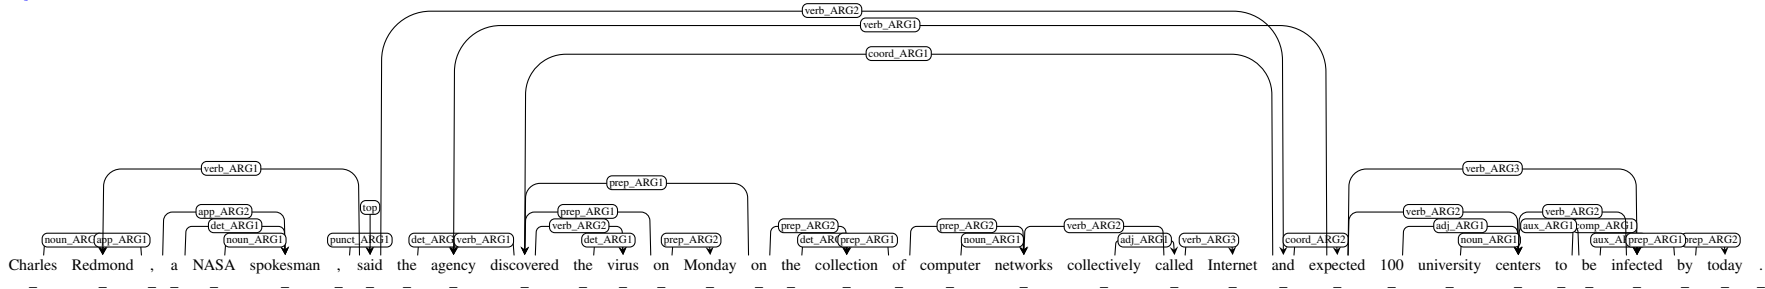 verb_ARG2
verb_ARG1
coord_ARG1
verb_ARG1 verb_ARG3
prep_ARG1
top
app_ARG2 prep_ARG1 verb_ARG2 verb_ARG2
det_ARG1 verb_ARG2 prep_ARG2 prep_ARG2 verb_ARG2 adj_ARG1 aux_ARG1 comp_ARG1
app_ARG1 noun_ARG1 punct_ARG1 verb_ARG1 det_ARG1 prep_ARG2 prep_ARG1 noun_ARG1 adj_ARG1 verb_ARG3 coord_ARG2 noun_ARG1 prep_ARG1 prep_ARG2
Charles Redmond , a NASA spokesman , said the agency discovered the virus on Monday on the collection of computer networks collectively called Internet and expected 100 university centers to be infected by today .
_ _ _ _ _ _ _ _ _ _ _ _ _ _ _ _ _ _ _ _ _ _ _ _ _ _ _ _ _ _ _ _ _ _ _